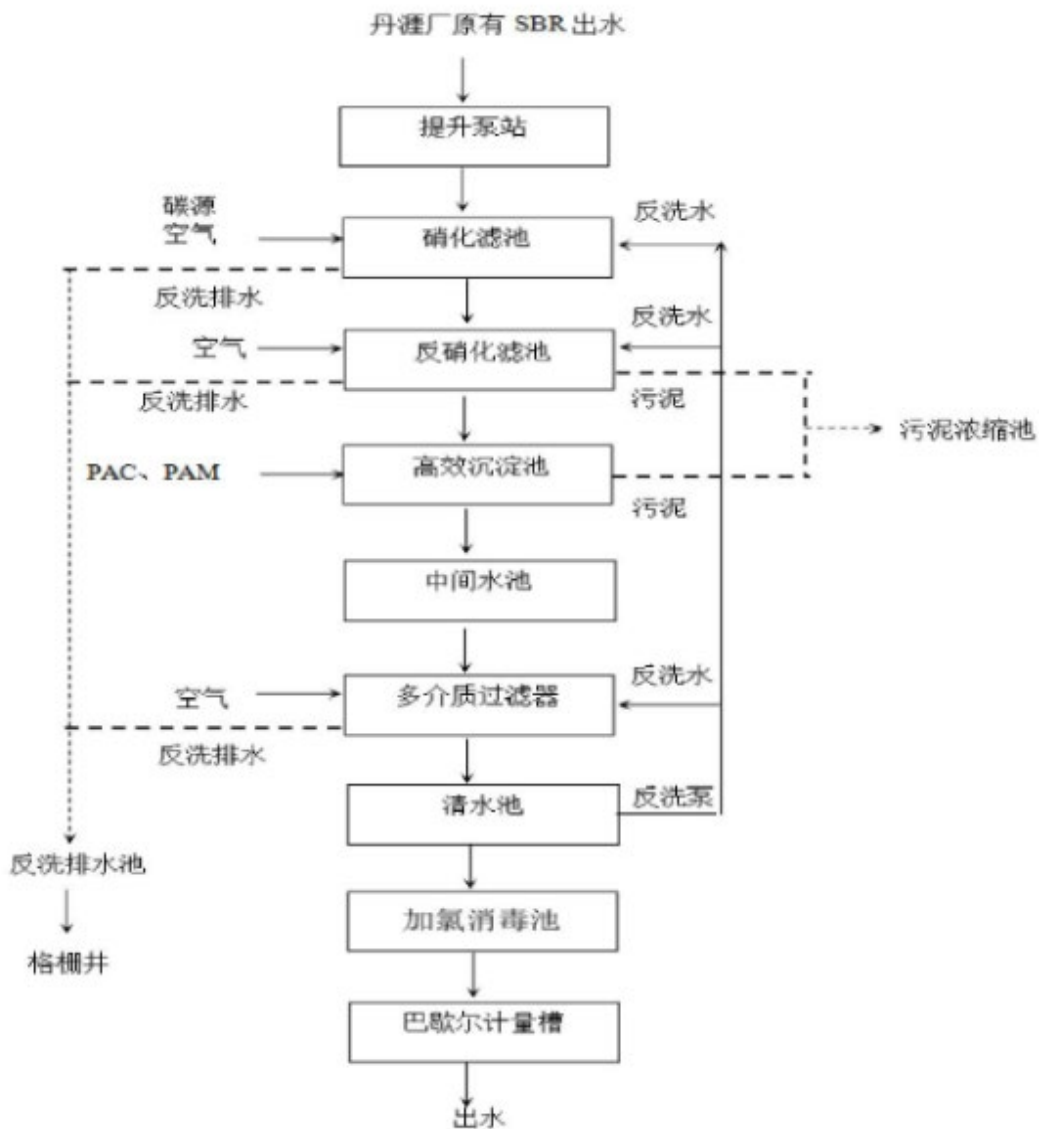 丹涯厂原有 SBR 出水
提升泵站
碳源
空气
硝化滤池
反洗水
反洗排水
空气
反硝化滤池
反洗水
反洗排水
污泥
污泥浓缩池
PAC、PAM
高效沉淀池
污泥
中间水池
空气
多介质过滤器
反洗水
反洗排水
清水池
反洗泵
反洗排水池
加氯消毒池
格栅井
巴歇尔计量槽
出水